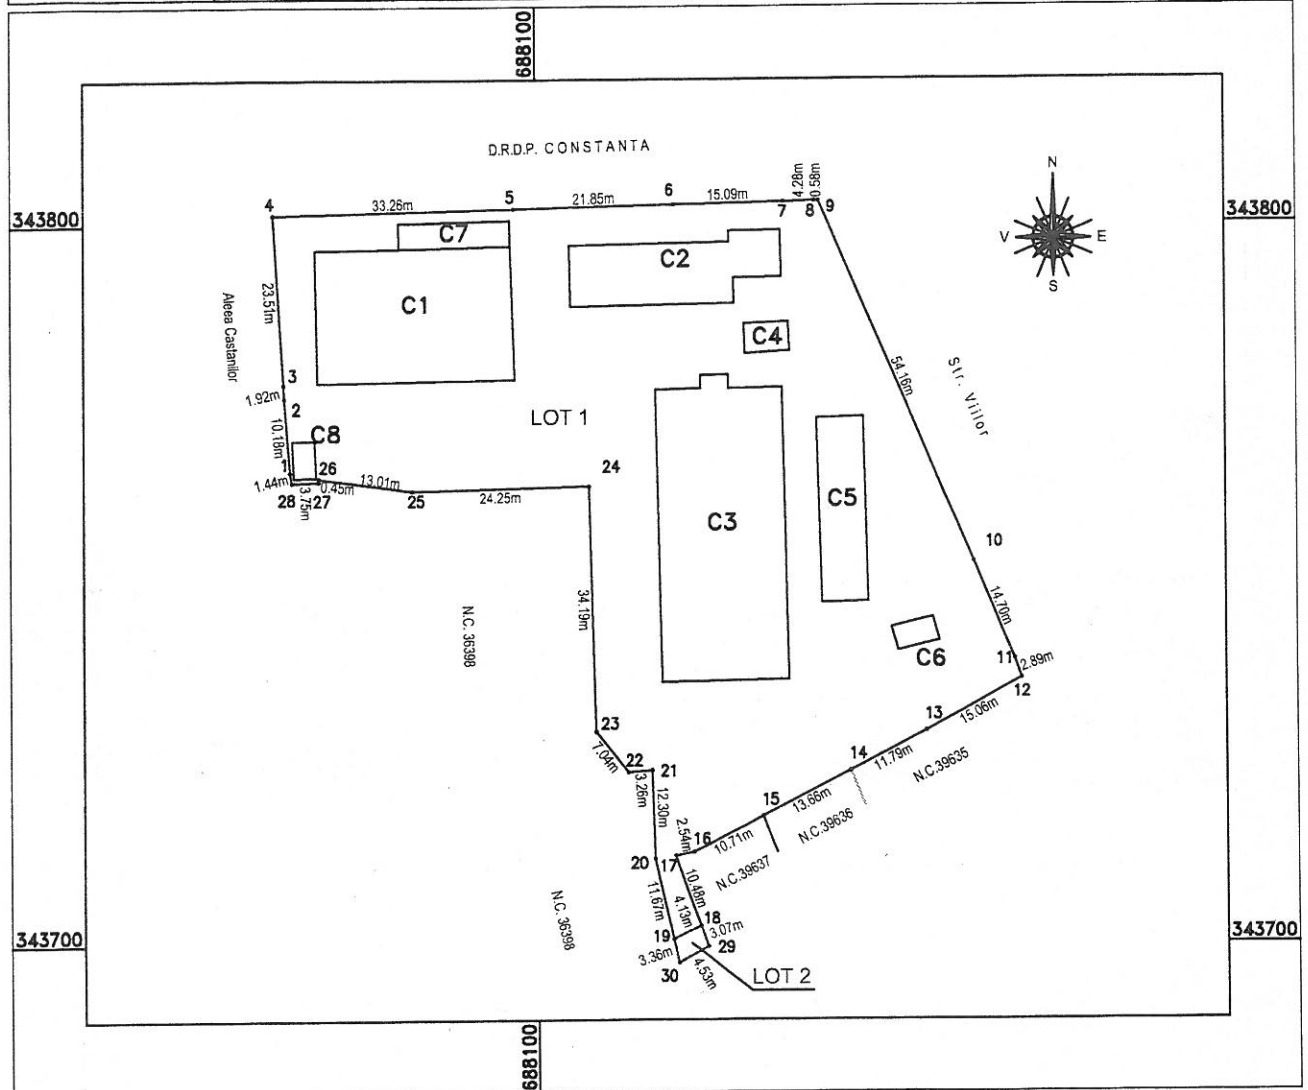 688100
D.R.D.P. CONSTANTA
343800
343800
4
33.26m
5
21.85m
6
15.09m
7
4.28m
8
0.58m
9
N
V
E
S
C7
C2
C1
C4
23.51m
Aleea Castanilor
54.16m
Str. Viilor
3
1.92m
2
10.18m
LOT 1
C8
1
26
1.44m
0.45m
13.01m
28
3.75m
27
25
24.25m
24
C3
C5
10
14.70m
34.19m
N.C. 36398
C6
11
2.89m
12
15.06m
13
23
7.04m
22
21
3.26m
12.30m
14
11.79m
N.C.39635
15
13.66m
N.C.39636
2.54m
16
10.71m
N.C.39637
20
17
10.48m
11.67m
4.13m
18
3.07m
19
29
3.36m
30
4.53m
N.C. 36398
LOT 2
343700
343700
688100